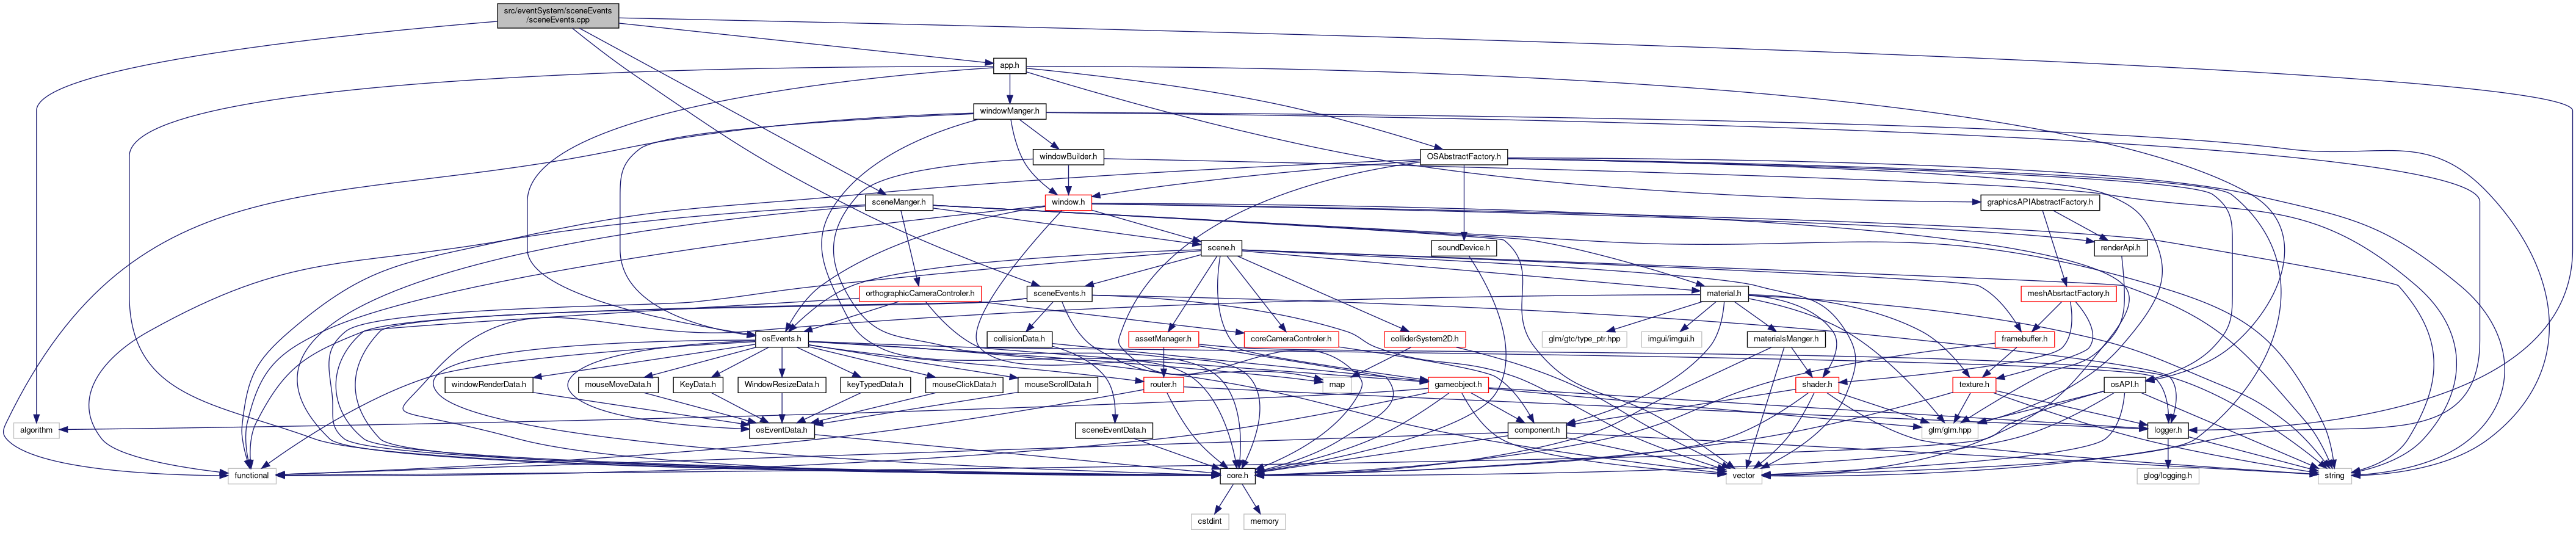 src/eventSystem/sceneEvents
/sceneEvents.cpp
app.h
windowManger.h
windowBuilder.h
OSAbstractFactory.h
sceneManger.h
window.h
graphicsAPIAbstractFactory.h
scene.h
soundDevice.h
renderApi.h
orthographicCameraControler.h
sceneEvents.h
material.h
meshAbsrtactFactory.h
osEvents.h
collisionData.h
assetManager.h
coreCameraControler.h
colliderSystem2D.h
glm/gtc/type_ptr.hpp
imgui/imgui.h
materialsManger.h
framebuffer.h
windowRenderData.h
mouseMoveData.h
KeyData.h
WindowResizeData.h
keyTypedData.h
mouseClickData.h
mouseScrollData.h
router.h
map
gameobject.h
shader.h
texture.h
osAPI.h
algorithm
osEventData.h
sceneEventData.h
component.h
glm/glm.hpp
logger.h
functional
core.h
vector
glog/logging.h
string
cstdint
memory